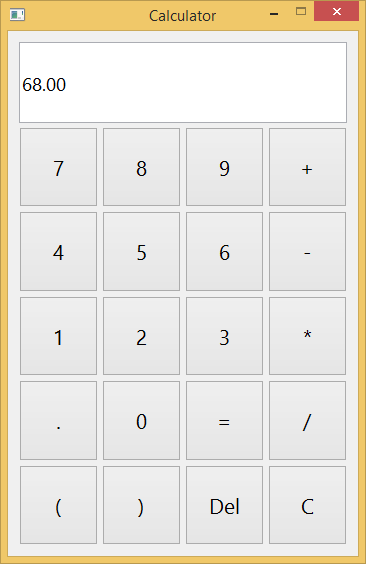 Calculator
68.00
7 8 9 +
4 5 6 -
1 2 3 *
. 0 = /
( ) Del C